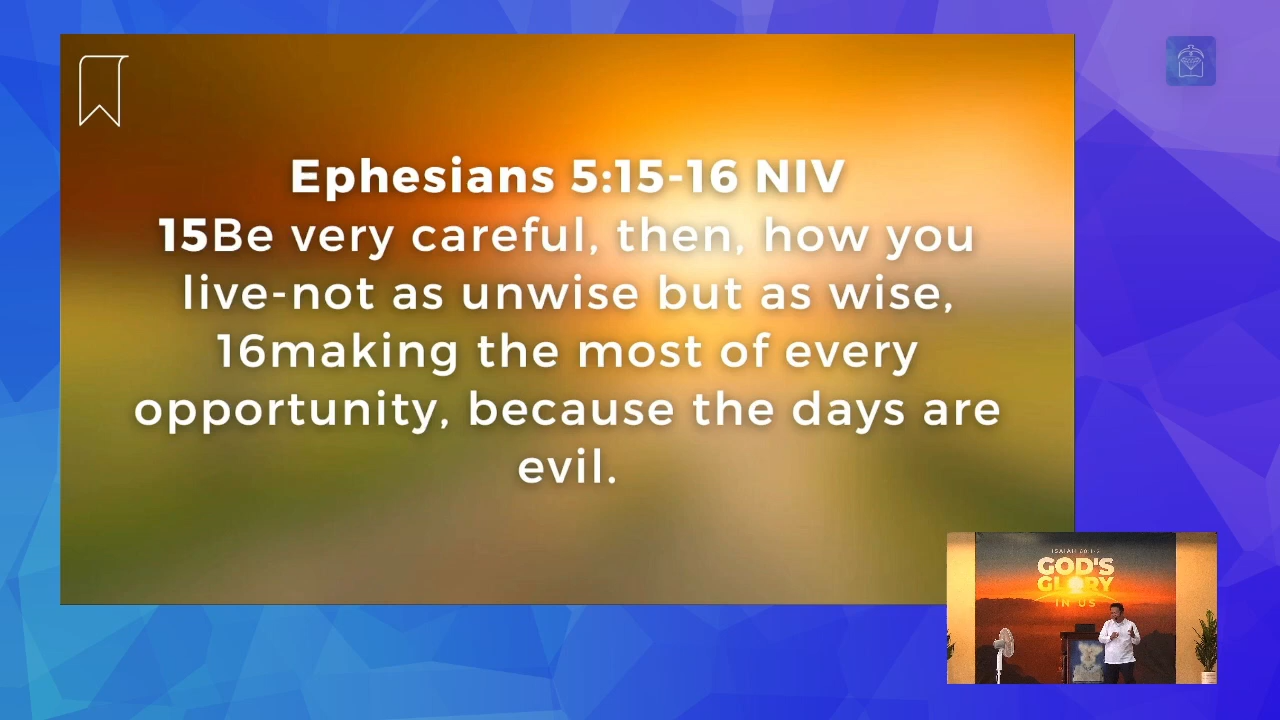 Ephesians 5:15-16 NIV
15Be very careful, then, how you
live-not as unwise but as wise,
16making the most of every
opportunity, because the days are
evil.
GOD'S
GLORY
IN US